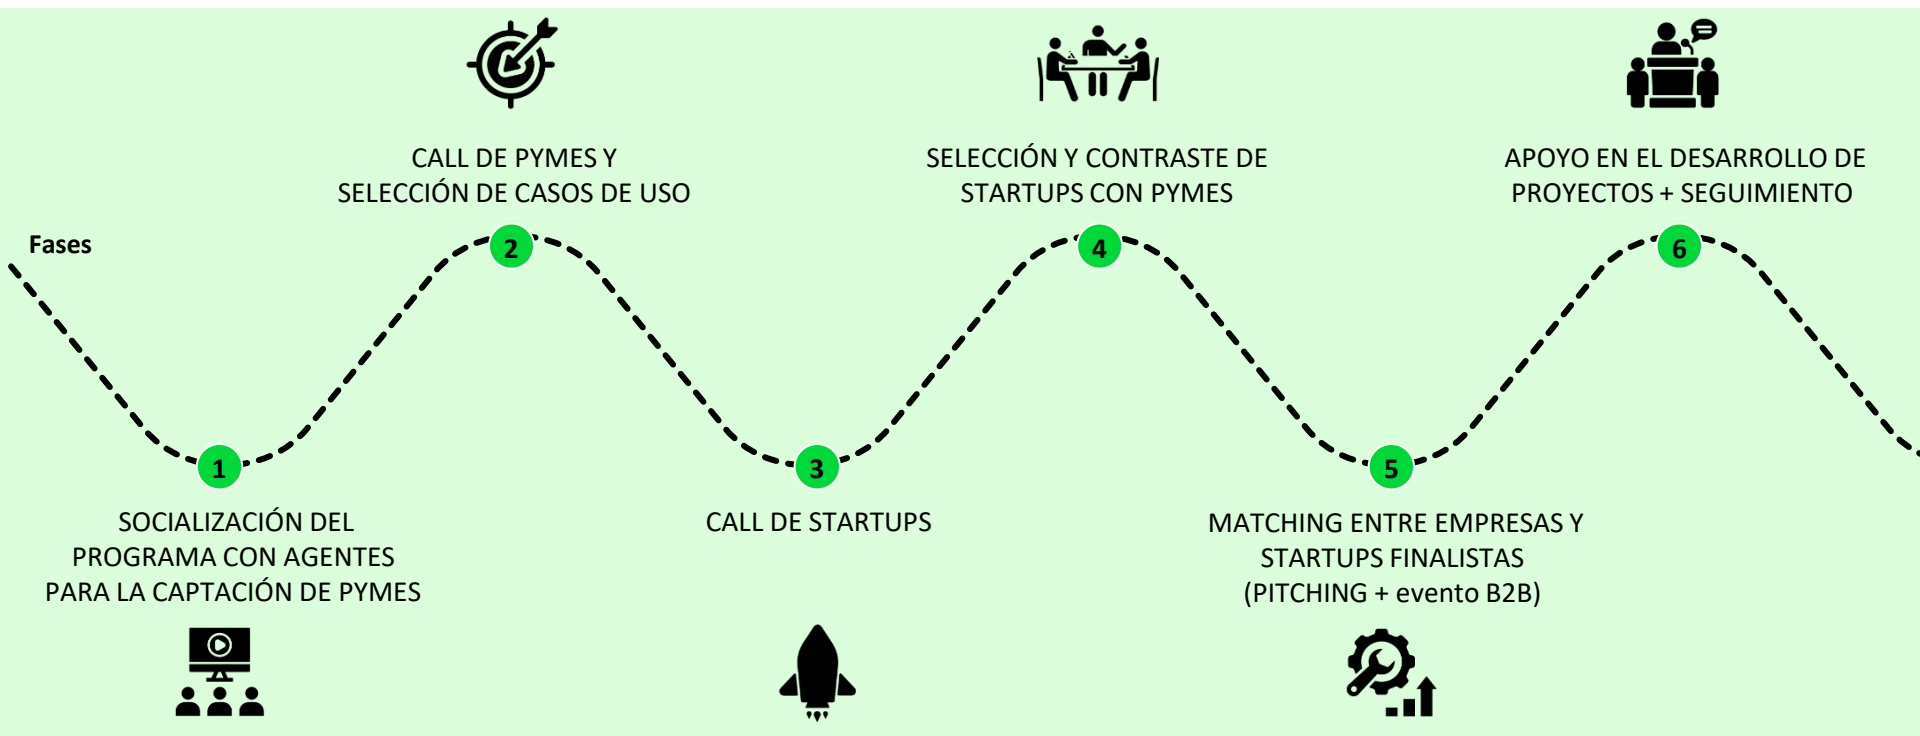 Fases
1
SOCIALIZACIÓN DEL
PROGRAMA CON AGENTES
PARA LA CAPTACIÓN DE PYMES
CALL DE PYMES Y
SELECCIÓN DE CASOS DE USO
2
3
CALL DE STARTUPS
SELECCIÓN Y CONTRASTE DE
STARTUPS CON PYMES
4
5
MATCHING ENTRE EMPRESAS Y
STARTUPS FINALISTAS
(PITCHING + evento B2B)
APOYO EN EL DESARROLLO DE
PROYECTOS + SEGUIMIENTO
6